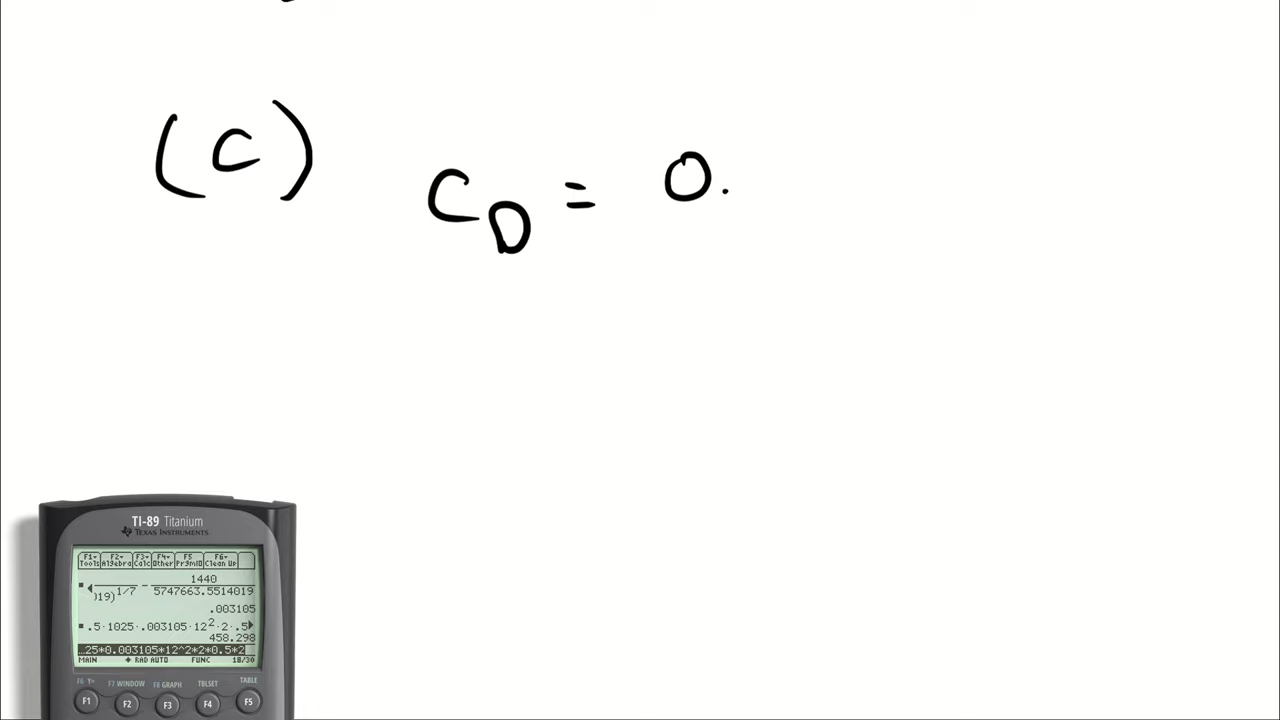 (c) C_D = 0.
TI-89 Titanium
TEXAS INSTRUMENTS
F1▾ F2▾ F3▾ F4▾ F5 F6▾
Tools Algebra Calc Other PrgmIO Clean Up
1440
)19)^1/7 - 5747663.5514019
.003105
.5·1025·.003105·12^2·2·.5
458.298
25*0.003105*12^2*2*0.5*2
MAIN RAD AUTO FUNC 18/30
F6 Y= F7 WINDOW F8 GRAPH TBLSET TABLE
F1 F2 F3 F4 F5